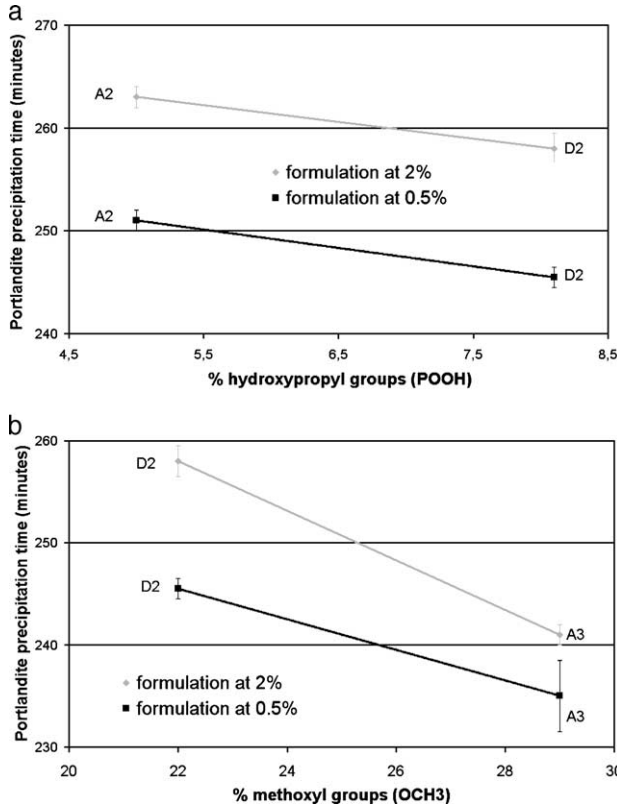 a
Portlandite precipitation time (minutes)
270
260
250
240
A2
D2
formulation at 2%
formulation at 0.5%
A2
D2
4,5 5,5 6,5 7,5 8,5
% hydroxypropyl groups (POOH)
b
Portlandite precipitation time (minutes)
260
250
240
230
D2
D2
A3
A3
formulation at 2%
formulation at 0.5%
20 22 24 26 28 30
% methoxyl groups (OCH3)